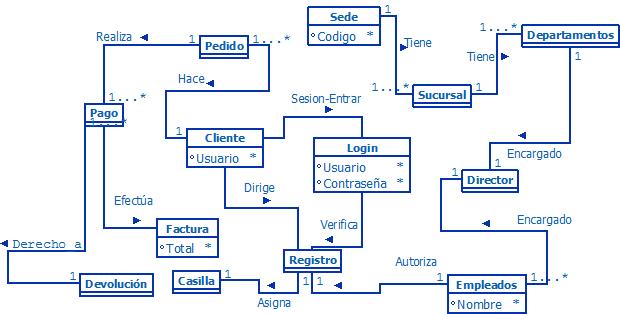 Sede
Codigo *
1
1...*
Departamentos
Realiza
1
Pedido
1...*
Tiene
Tiene
1
Hace
Sesion-Entrar
1...*
Sucursal
1
1...*
Pago
1...*
1
Cliente
Usuario *
Login
Usuario *
Contraseña *
1
Encargado
1
Director
1
Dirige
Efectúa
Factura
Total *
Verifica
Encargado
Derecho a
1
Devolución
Casilla
1
Registro
1
1
Asigna
Autoriza
1
Empleados
1...*
Nombre *